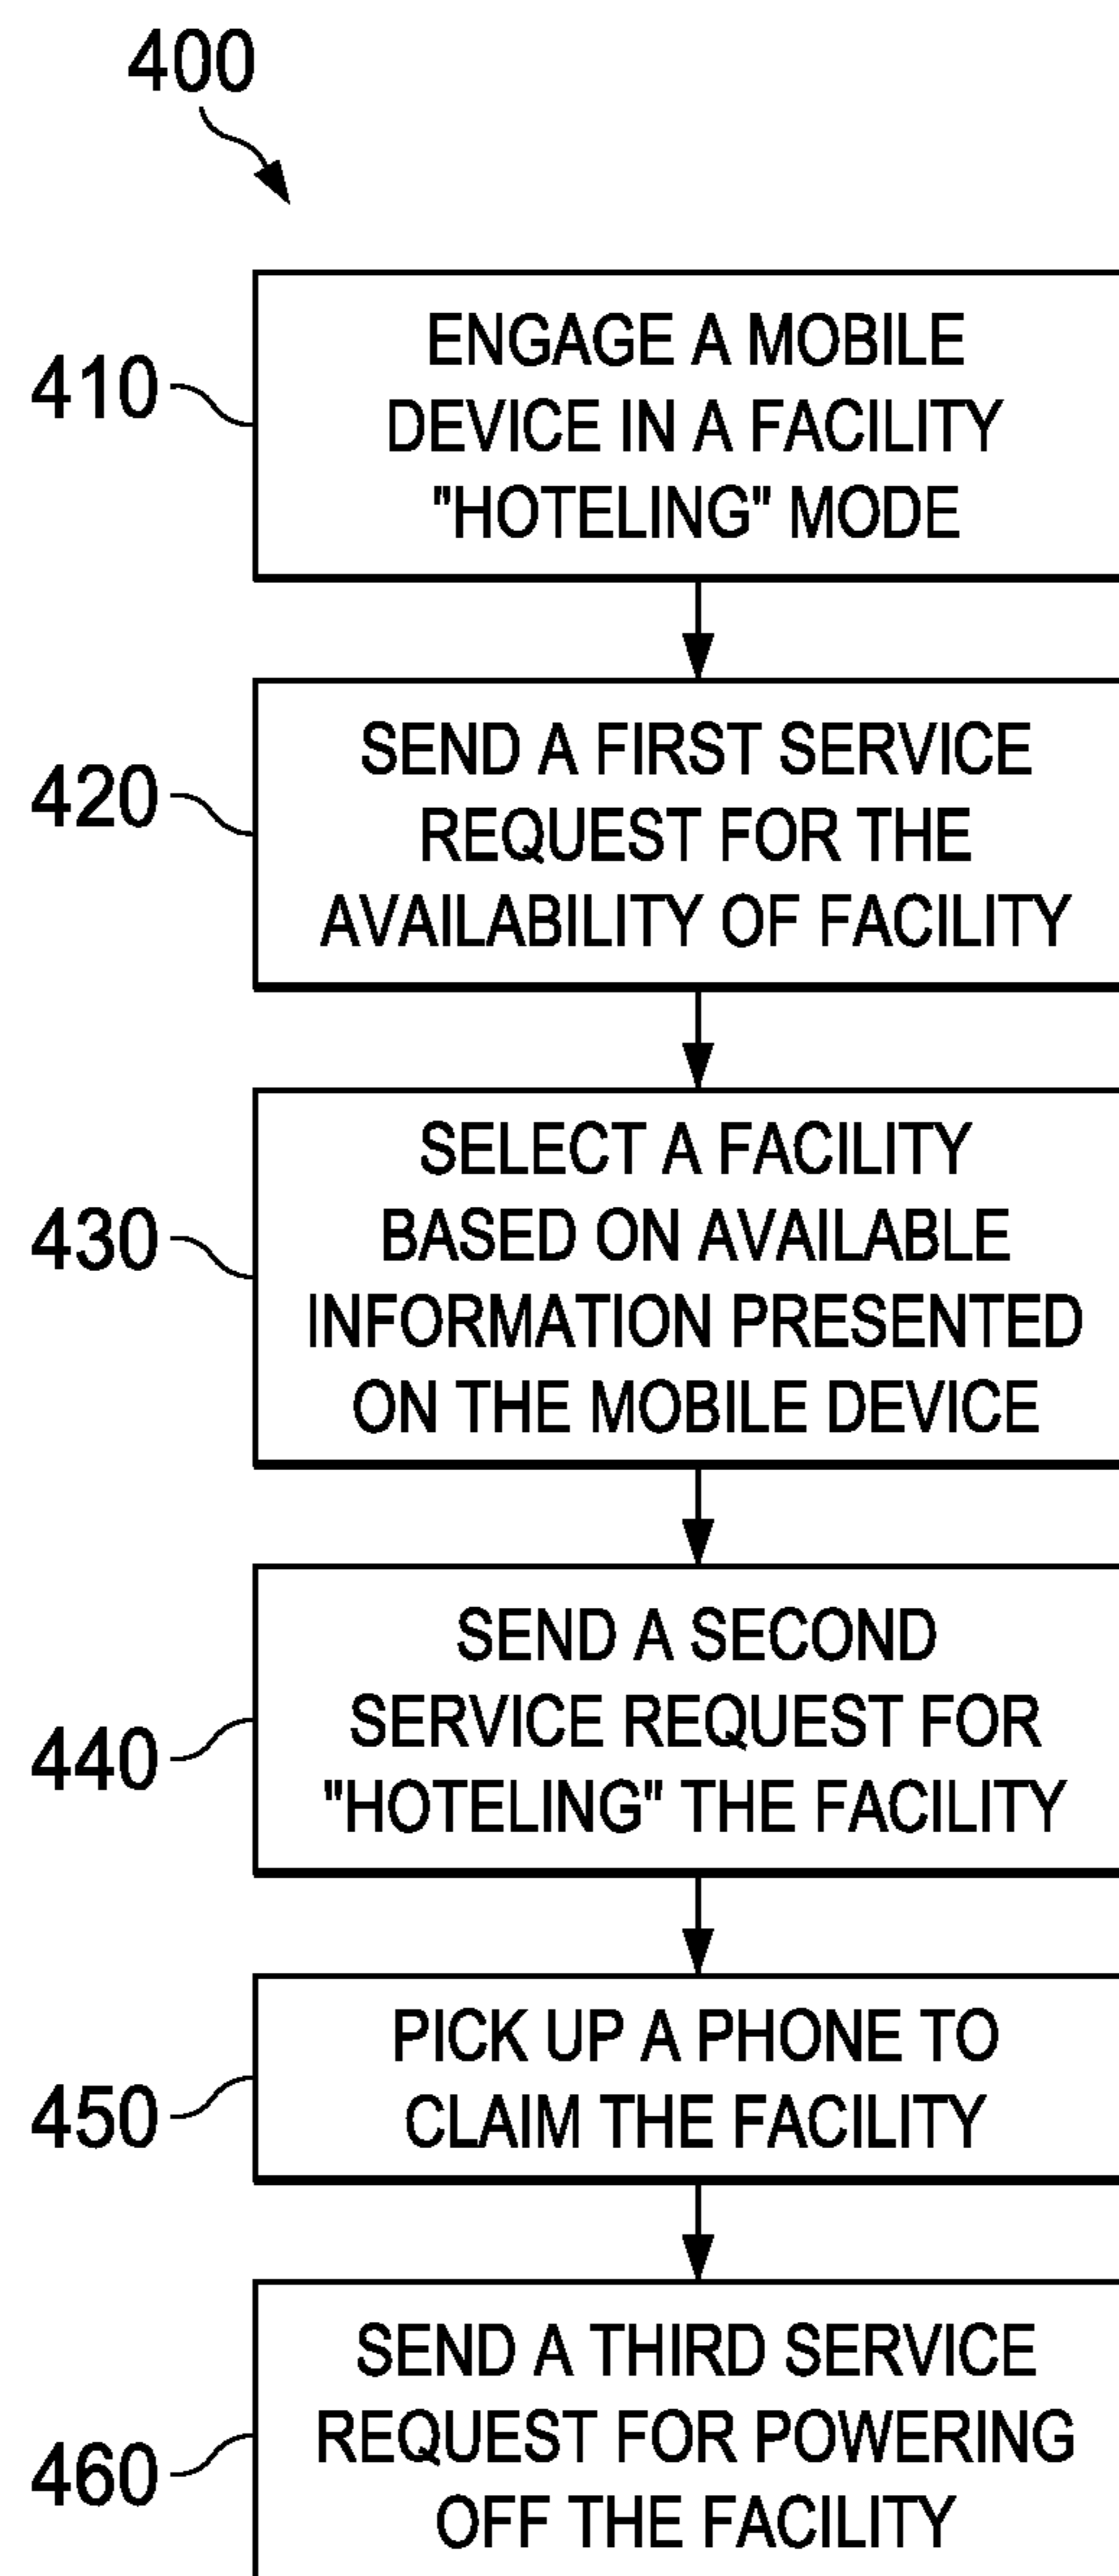 400
410
ENGAGE A MOBILE
DEVICE IN A FACILITY
"HOTELING" MODE
420
SEND A FIRST SERVICE
REQUEST FOR THE
AVAILABILITY OF FACILITY
430
SELECT A FACILITY
BASED ON AVAILABLE
INFORMATION PRESENTED
ON THE MOBILE DEVICE
440
SEND A SECOND
SERVICE REQUEST FOR
"HOTELING" THE FACILITY
450
PICK UP A PHONE TO
CLAIM THE FACILITY
460
SEND A THIRD SERVICE
REQUEST FOR POWERING
OFF THE FACILITY